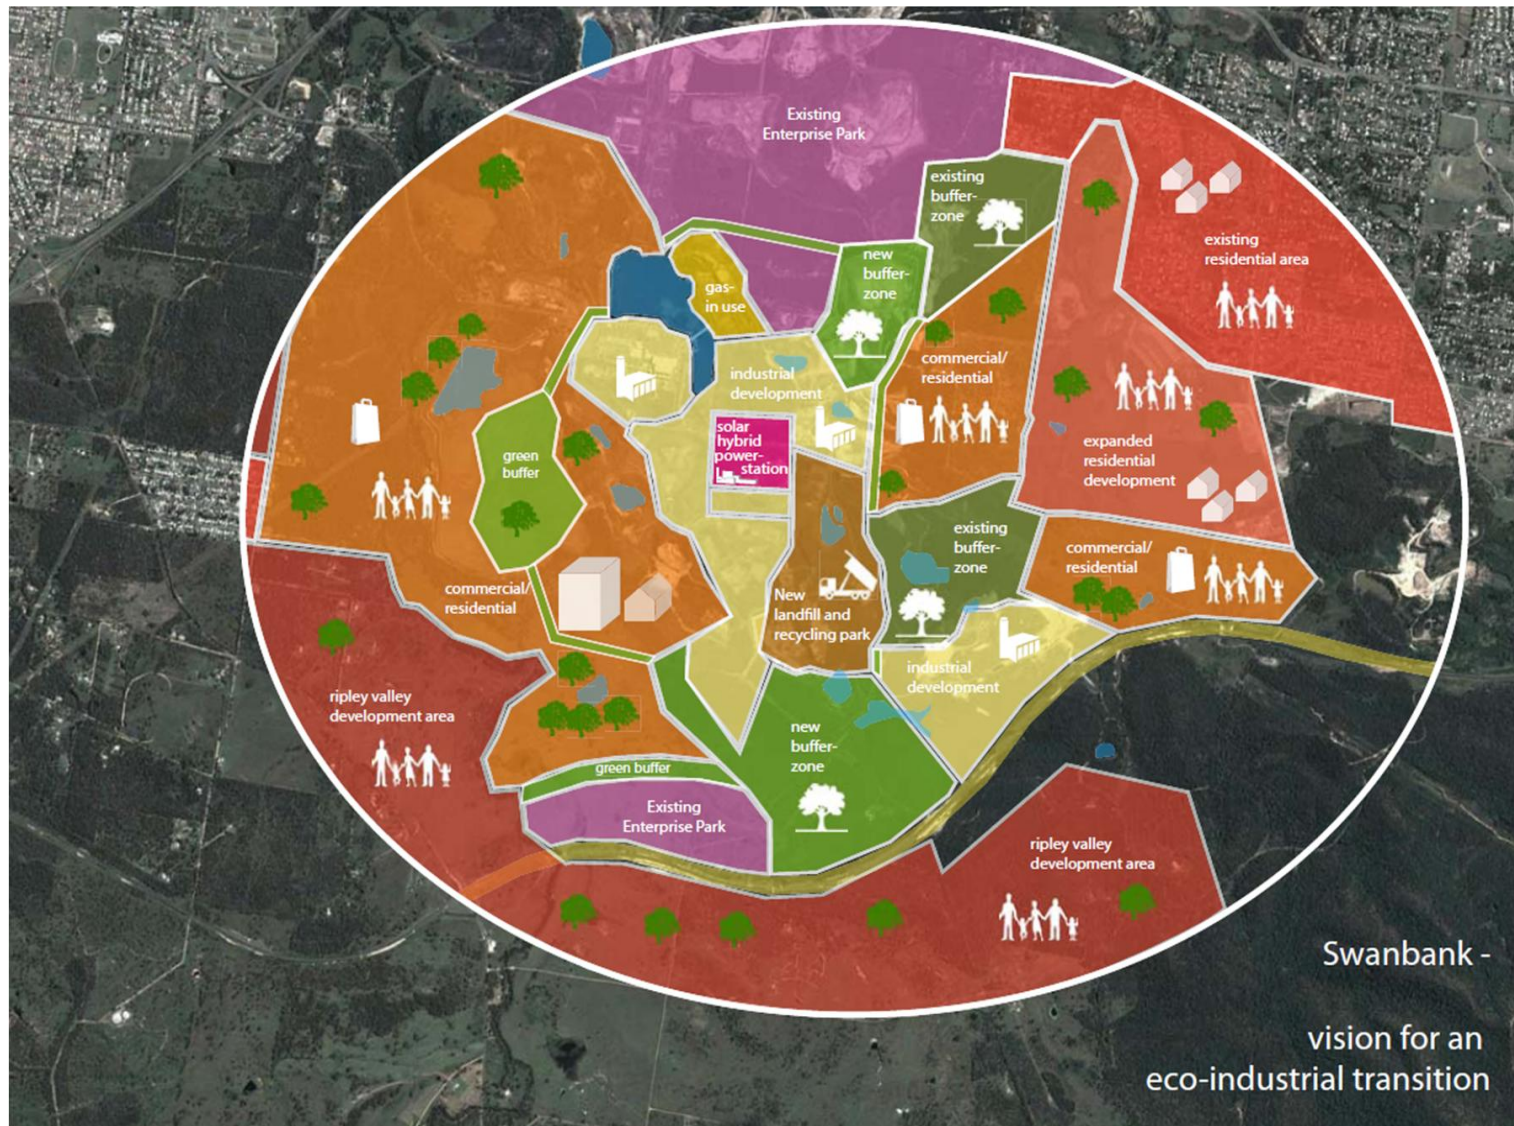 Existing
Enterprise Park
existing
buffer-
zone
existing
residential area
new
buffer-
zone
gas-
in use
commercial/
residential
industrial
development
solar
hybrid
power-
station
expanded
residential
development
green
buffer
existing
buffer-
zone
commercial/
residential
commercial/
residential
New
landfill and
recycling park
industrial
development
ripley valley
development area
new
buffer-
zone
green buffer
Existing
Enterprise Park
ripley valley
development area
Swanbank -
vision for an
eco-industrial transition